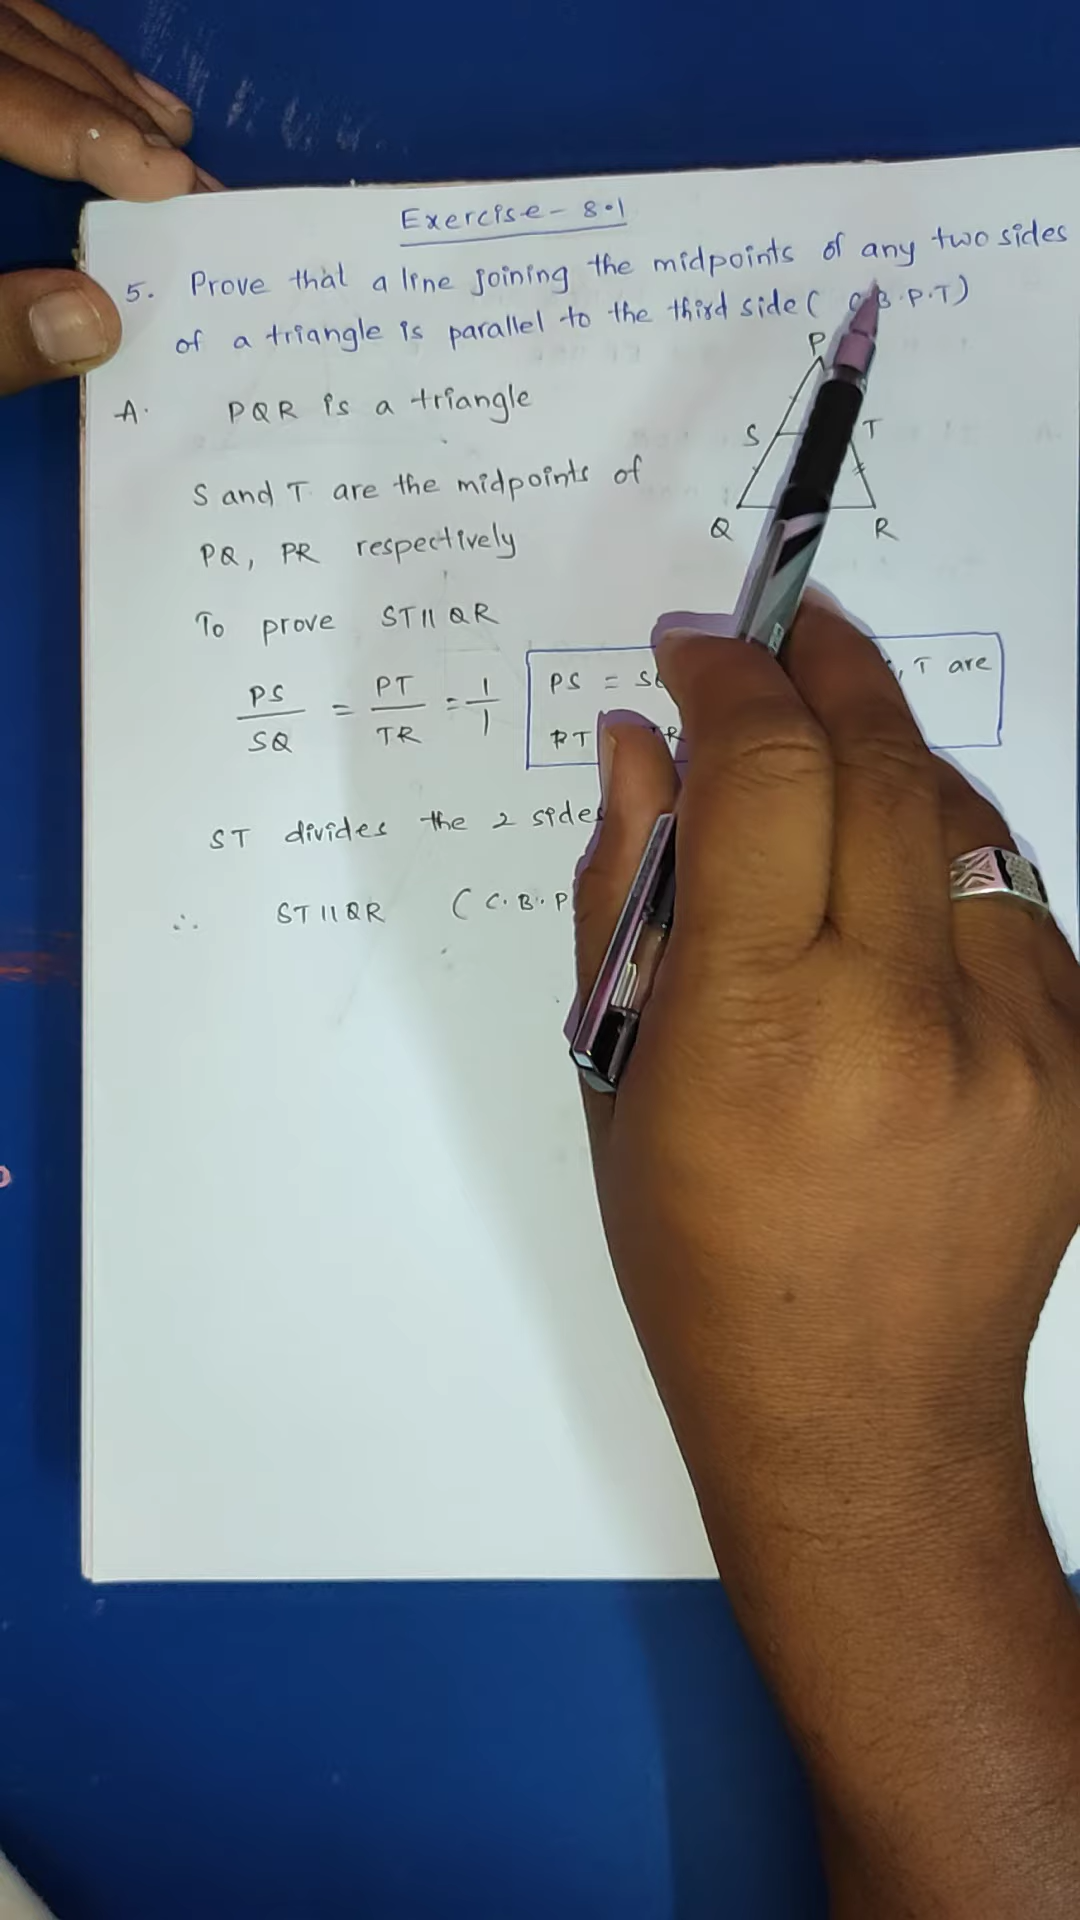 Exercise - 8.1
5. Prove that a line joining the midpoints of any two sides
of a triangle is parallel to the third side ( C.B.P.T)
A. PQR is a triangle
P
S T
Q R
S and T are the midpoints of
PQ, PR respectively
To prove ST || QR
PS/SQ = PT/TR = 1/1
PS = , T are
PT R
ST divides the 2 sides
∴ ST || QR ( C.B.P